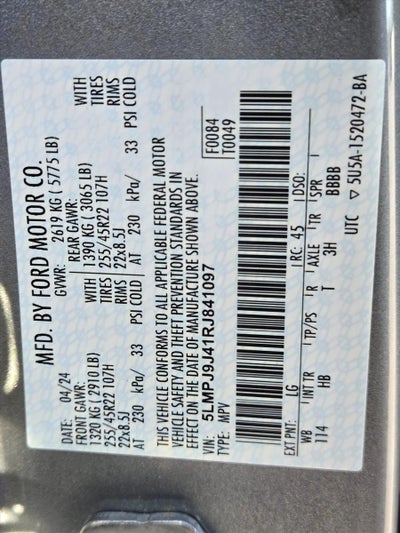 MFD. BY FORD MOTOR CO.
DATE: 04/24 GVWR: 2619 KG ( 5775 LB)
FRONT GAWR: REAR GAWR: WITH
1320 KG ( 2910 LB) WITH 1390 KG ( 3065 LB) TIRES
255/45R22 107H TIRES 255/45R22 107H RIMS
22x8.5J RIMS 22x8.5J
AT 230 kPa/ 33 PSI COLD AT 230 kPa/ 33 PSI COLD
THIS VEHICLE CONFORMS TO ALL APPLICABLE FEDERAL MOTOR
VEHICLE SAFETY AND THEFT PREVENTION STANDARDS IN
EFFECT ON THE DATE OF MANUFACTURE SHOWN ABOVE.
VIN: 5LMPJ9J41RJ841097 F0084
TYPE: MPV T0049
EXT PNT: LG RC: 45 DSO:
WB INT TR TP/PS R AXLE TR SPR
114 HB T 3H BBBB
UTC ▽ 5U5A-1520472-BA